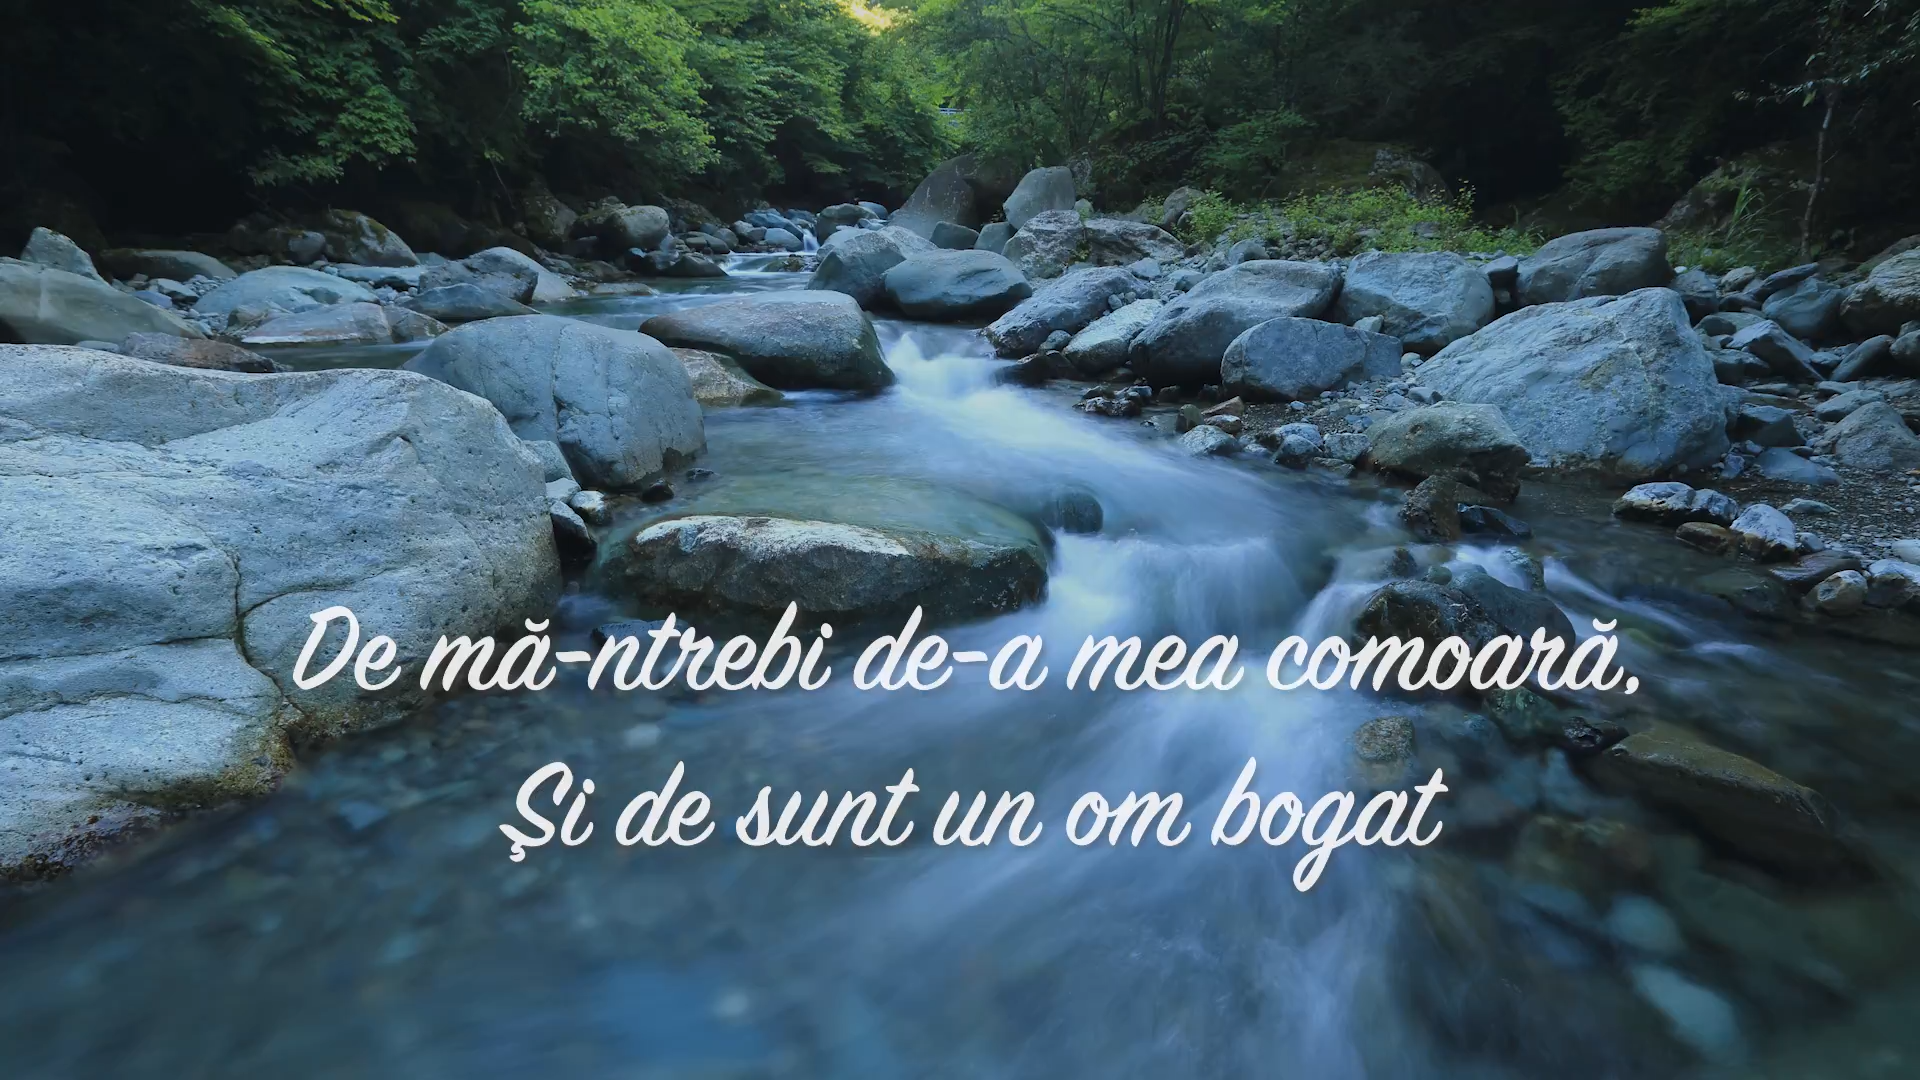 De mă-ntrebi de-a mea comoară,
Şi de sunt un om bogat